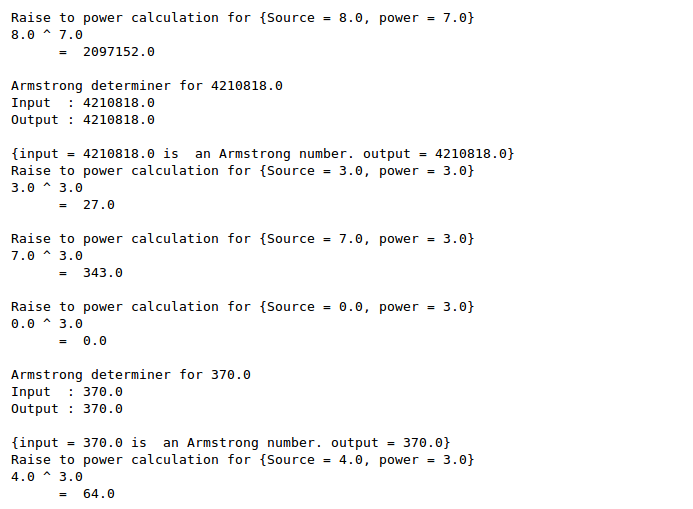 Raise to power calculation for {Source = 8.0, power = 7.0}
8.0 ^ 7.0
      =  2097152.0

Armstrong determiner for 4210818.0
Input  : 4210818.0
Output : 4210818.0

{input = 4210818.0 is  an Armstrong number. output = 4210818.0}
Raise to power calculation for {Source = 3.0, power = 3.0}
3.0 ^ 3.0
      =  27.0

Raise to power calculation for {Source = 7.0, power = 3.0}
7.0 ^ 3.0
      =  343.0

Raise to power calculation for {Source = 0.0, power = 3.0}
0.0 ^ 3.0
      =  0.0

Armstrong determiner for 370.0
Input  : 370.0
Output : 370.0

{input = 370.0 is  an Armstrong number. output = 370.0}
Raise to power calculation for {Source = 4.0, power = 3.0}
4.0 ^ 3.0
      =  64.0